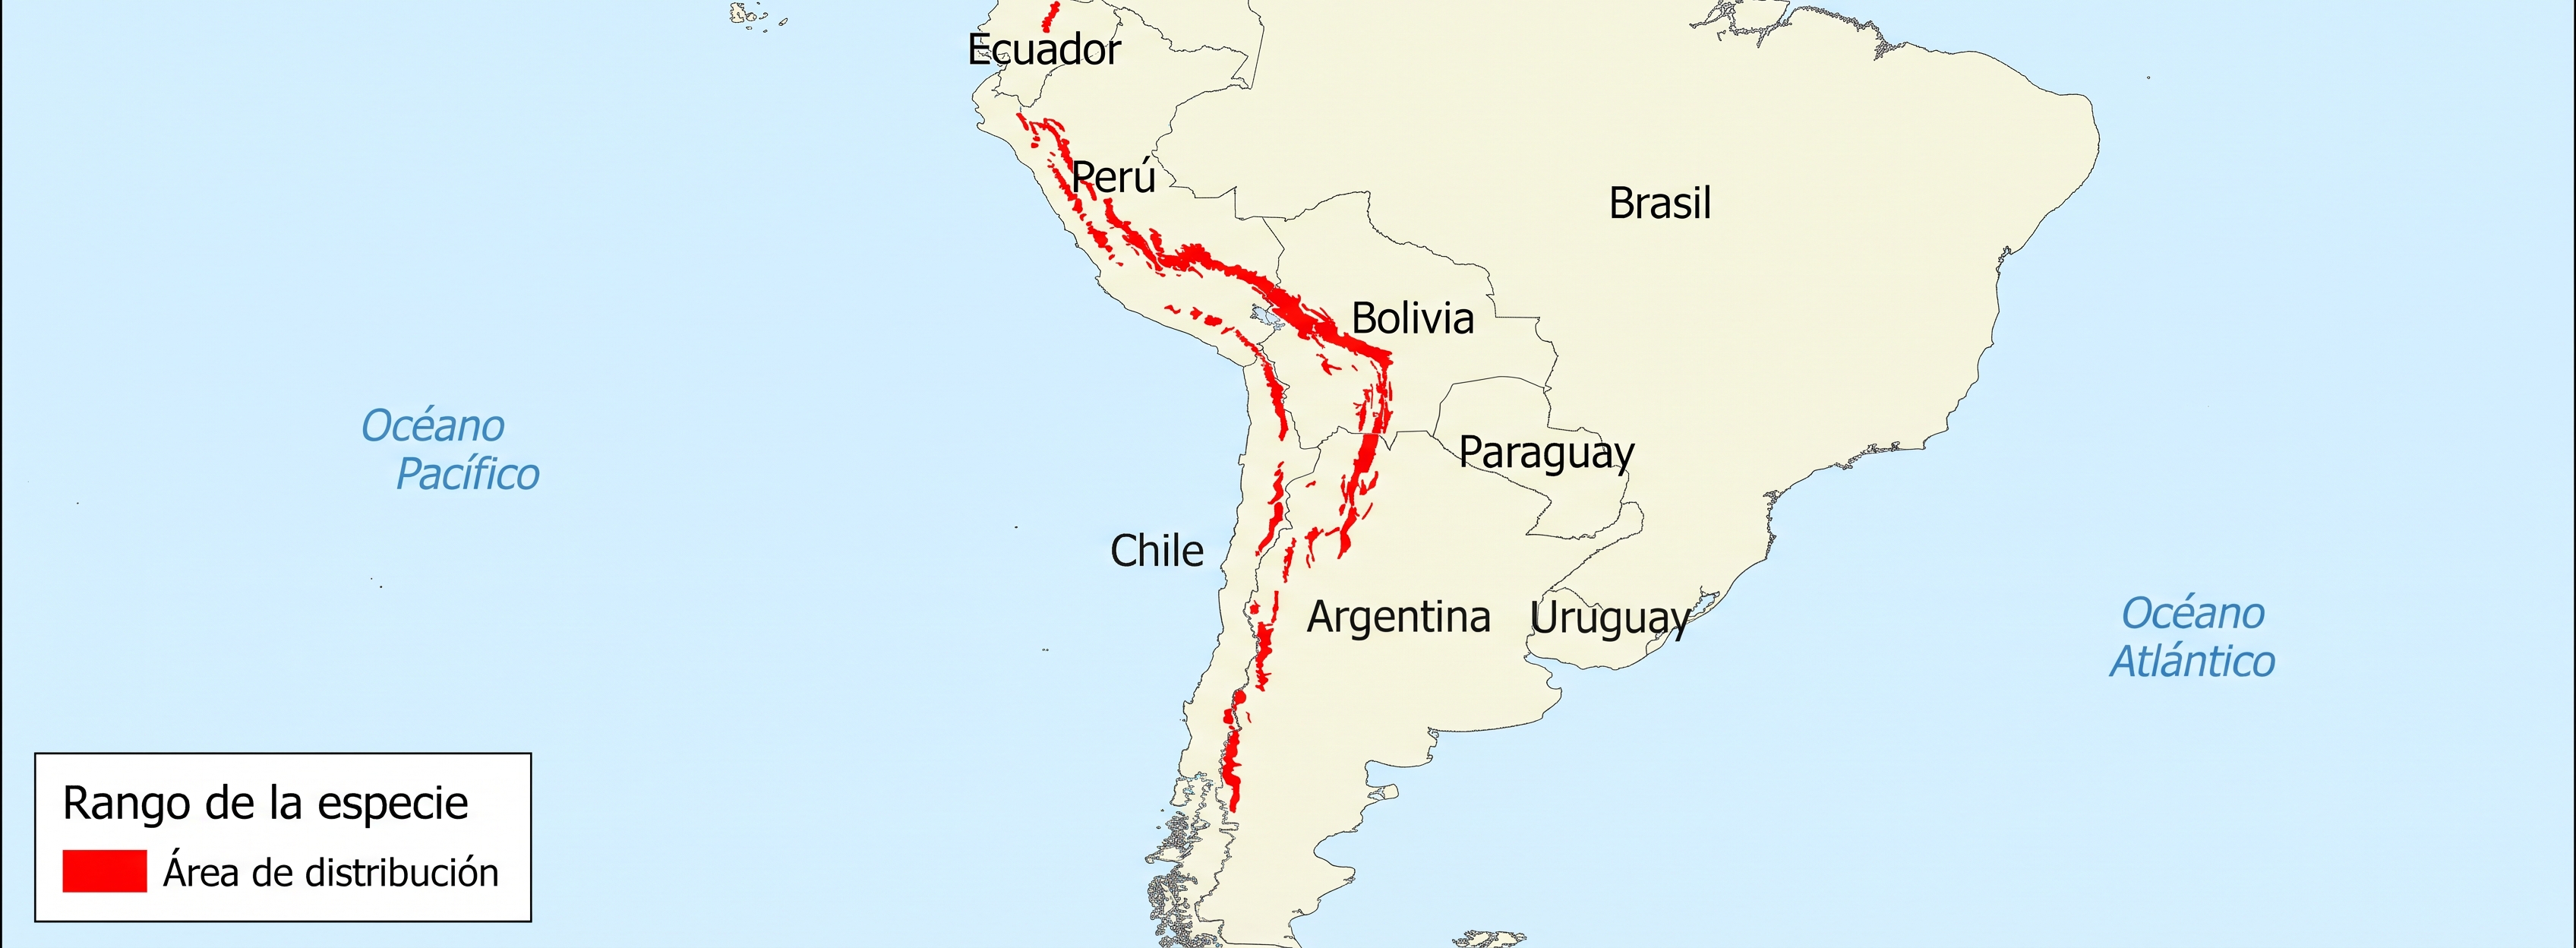 Ecuador
Perú
Brasil
Bolivia
Océano
Pacífico
Paraguay
Chile
Argentina
Uruguay
Océano
Atlántico
Rango de la especie
Área de distribución